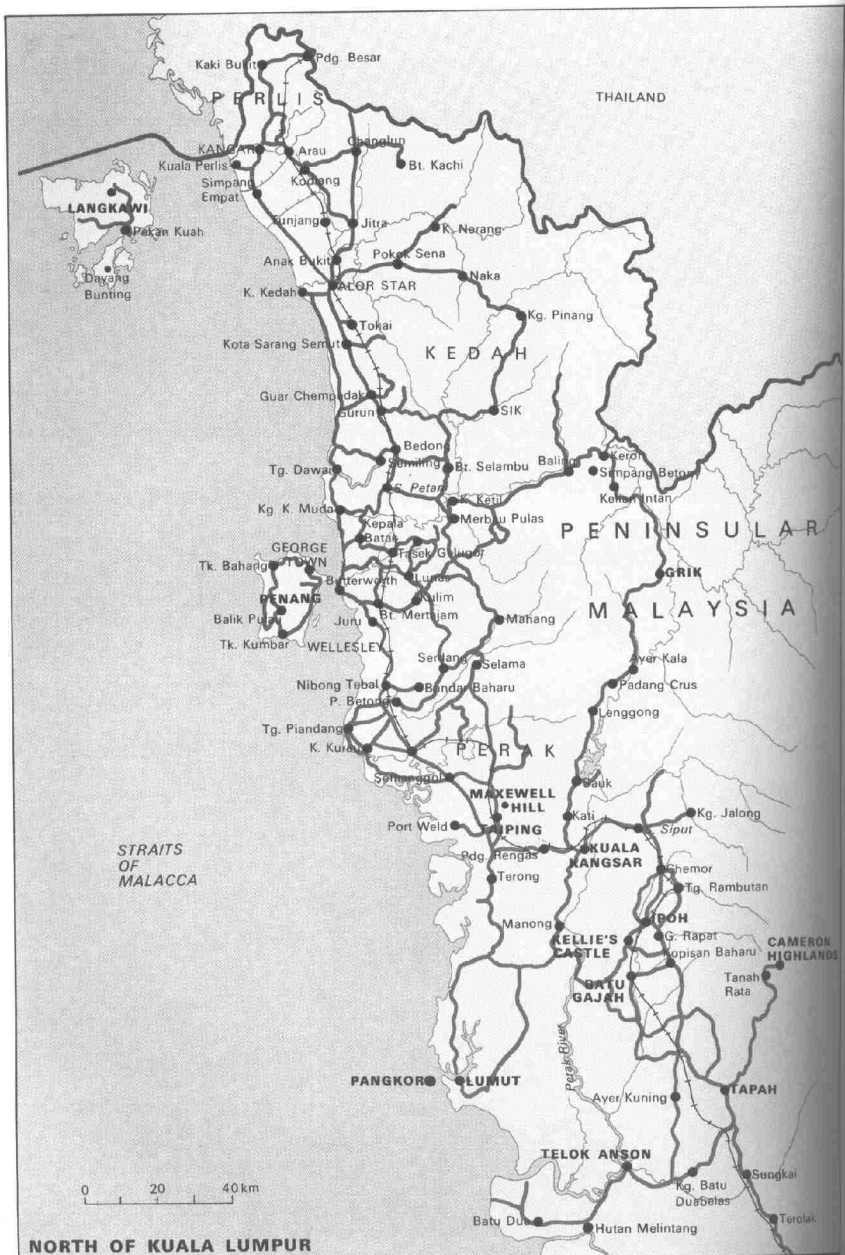 Kaki Bukit
Pdg. Besar
PERLIS
THAILAND
KANGAR
Arau
Changlun
Kuala Perlis
Bt. Kachi
Simpang
Empat
Kodiang
LANGKAWI
Pekan Kuah
Tunjang
Jitra
K. Nerang
Dayang
Bunting
Anak Bukit
Pokok Sena
ALOR STAR
Naka
K. Kedah
Kg. Pinang
Tokai
Kota Sarang Semut
KEDAH
Guar Chempedak
Gurun
SIK
Bedong
Semiling
Bt. Selambu
Baling
Keroh
Simpang Betong
Tg. Dawai
S. Petani
Kelian Intan
K. Ketil
Kg. K. Muda
Merbau Pulas
PENINSULAR
Kepala
Batas
GEORGE
TOWN
Tasek Gelugor
Tk. Bahang
Butterworth
Lunas
GRIK
PENANG
Kulim
MALAYSIA
Balik Pulau
Juru
Bt. Mertajam
Mahang
Tk. Kumbar
WELLESLEY
Serdang
Selama
Ayer Kala
Nibong Tebal
Bandar Baharu
Padang Crus
P. Betong
Lenggong
Tg. Piandang
K. Kurau
PERAK
Semanggol
Sauk
MAXEWELL
HILL
Kati
Kg. Jalong
Port Weld
TAIPING
S. Siput
STRAITS
OF
MALACCA
Pdg. Rengas
KUALA
KANGSAR
Terong
Chemor
Tg. Rambutan
Manong
IPOH
KELLIE'S
CASTLE
G. Rapat
Kopisan Baharu
CAMERON
HIGHLANDS
BATU
GAJAH
Tanah
Rata
Perak River
PANGKOR
LUMUT
Ayer Kuning
TAPAH
TELOK ANSON
Kg. Batu
DuaSelas
Sungkai
0 20 40km
Batu Dua
Hutan Melintang
Terolak
NORTH OF KUALA LUMPUR